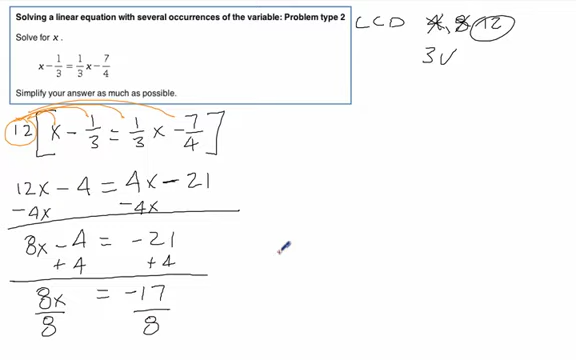 Solving a linear equation with several occurrences of the variable: Problem type 2
Solve for x .
x - 1/3 = 1/3 x - 7/4
Simplify your answer as much as possible.
LCD 4, 8, 12
3 ✓
12 [ x - 1/3 = 1/3 x - 7/4 ]
12x - 4 = 4x - 21
-4x -4x
8x - 4 = -21
+4 +4
8x = -17
8 8